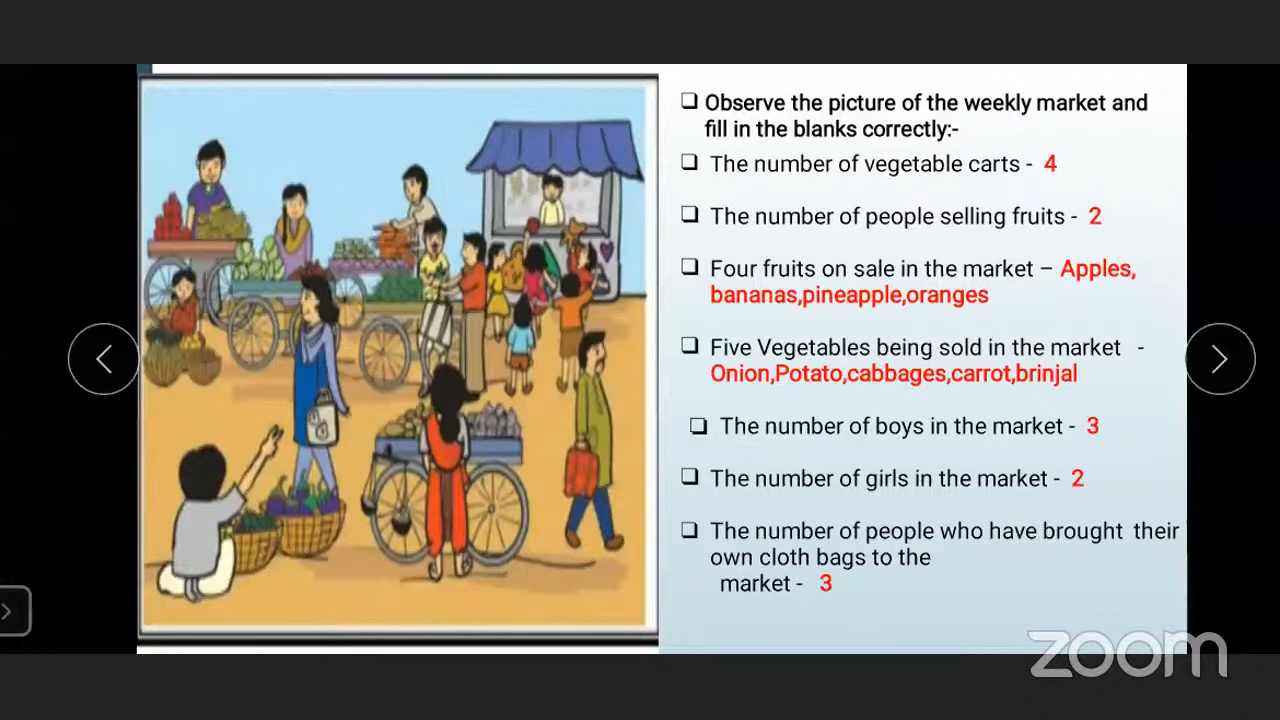 ❑ Observe the picture of the weekly market and
fill in the blanks correctly:-
❑ The number of vegetable carts - 4
❑ The number of people selling fruits - 2
❑ Four fruits on sale in the market – Apples,
bananas,pineapple,oranges
❑ Five Vegetables being sold in the market -
Onion,Potato,cabbages,carrot,brinjal
❑ The number of boys in the market - 3
❑ The number of girls in the market - 2
❑ The number of people who have brought their
own cloth bags to the
market - 3
zoom